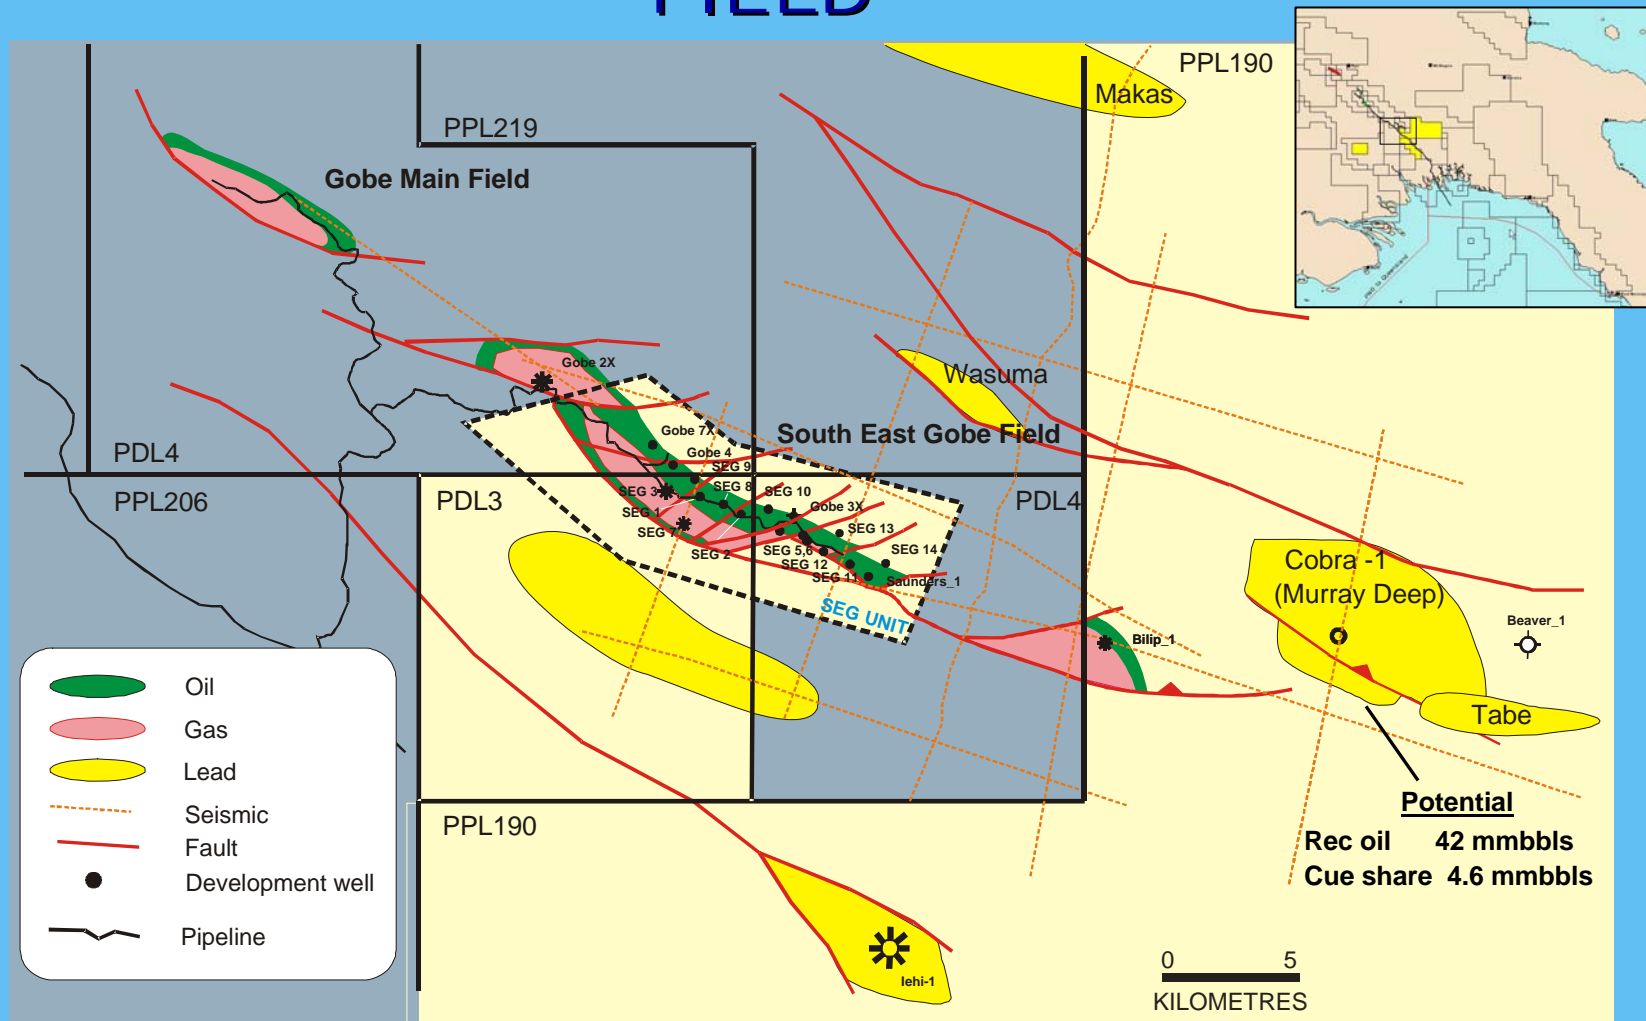 FIELD
PPL190
Makas
PPL219
Gobe Main Field
Wasuma
Gobe 2X
South East Gobe Field
Gobe 7X
Gobe 4
SEG 9
PDL4
PPL206
PDL3
SEG 3
SEG 8
SEG 10
PDL4
SEG 1
Gobe 3X
SEG 7
SEG 13
SEG 2
SEG 5,6
SEG 14
SEG 12
SEG 11
Saunders_1
SEG UNIT
Cobra -1
(Murray Deep)
Beaver_1
Bilip_1
Tabe
Oil
Gas
Lead
Seismic
Fault
Development well
Pipeline
PPL190
Potential
Rec oil 42 mmbbls
Cue share 4.6 mmbbls
Iehi-1
0 5
KILOMETRES